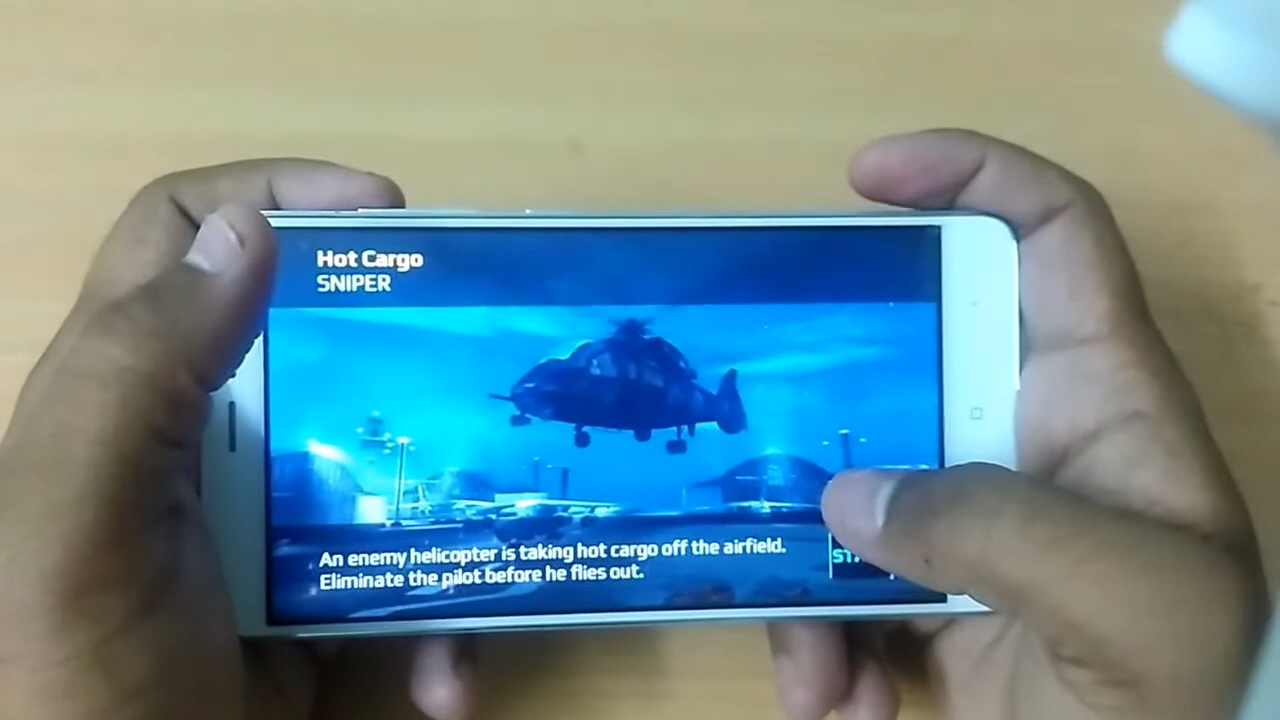 Hot Cargo
SNIPER
An enemy helicopter is taking hot cargo off the airfield.
Eliminate the pilot before he flies out.